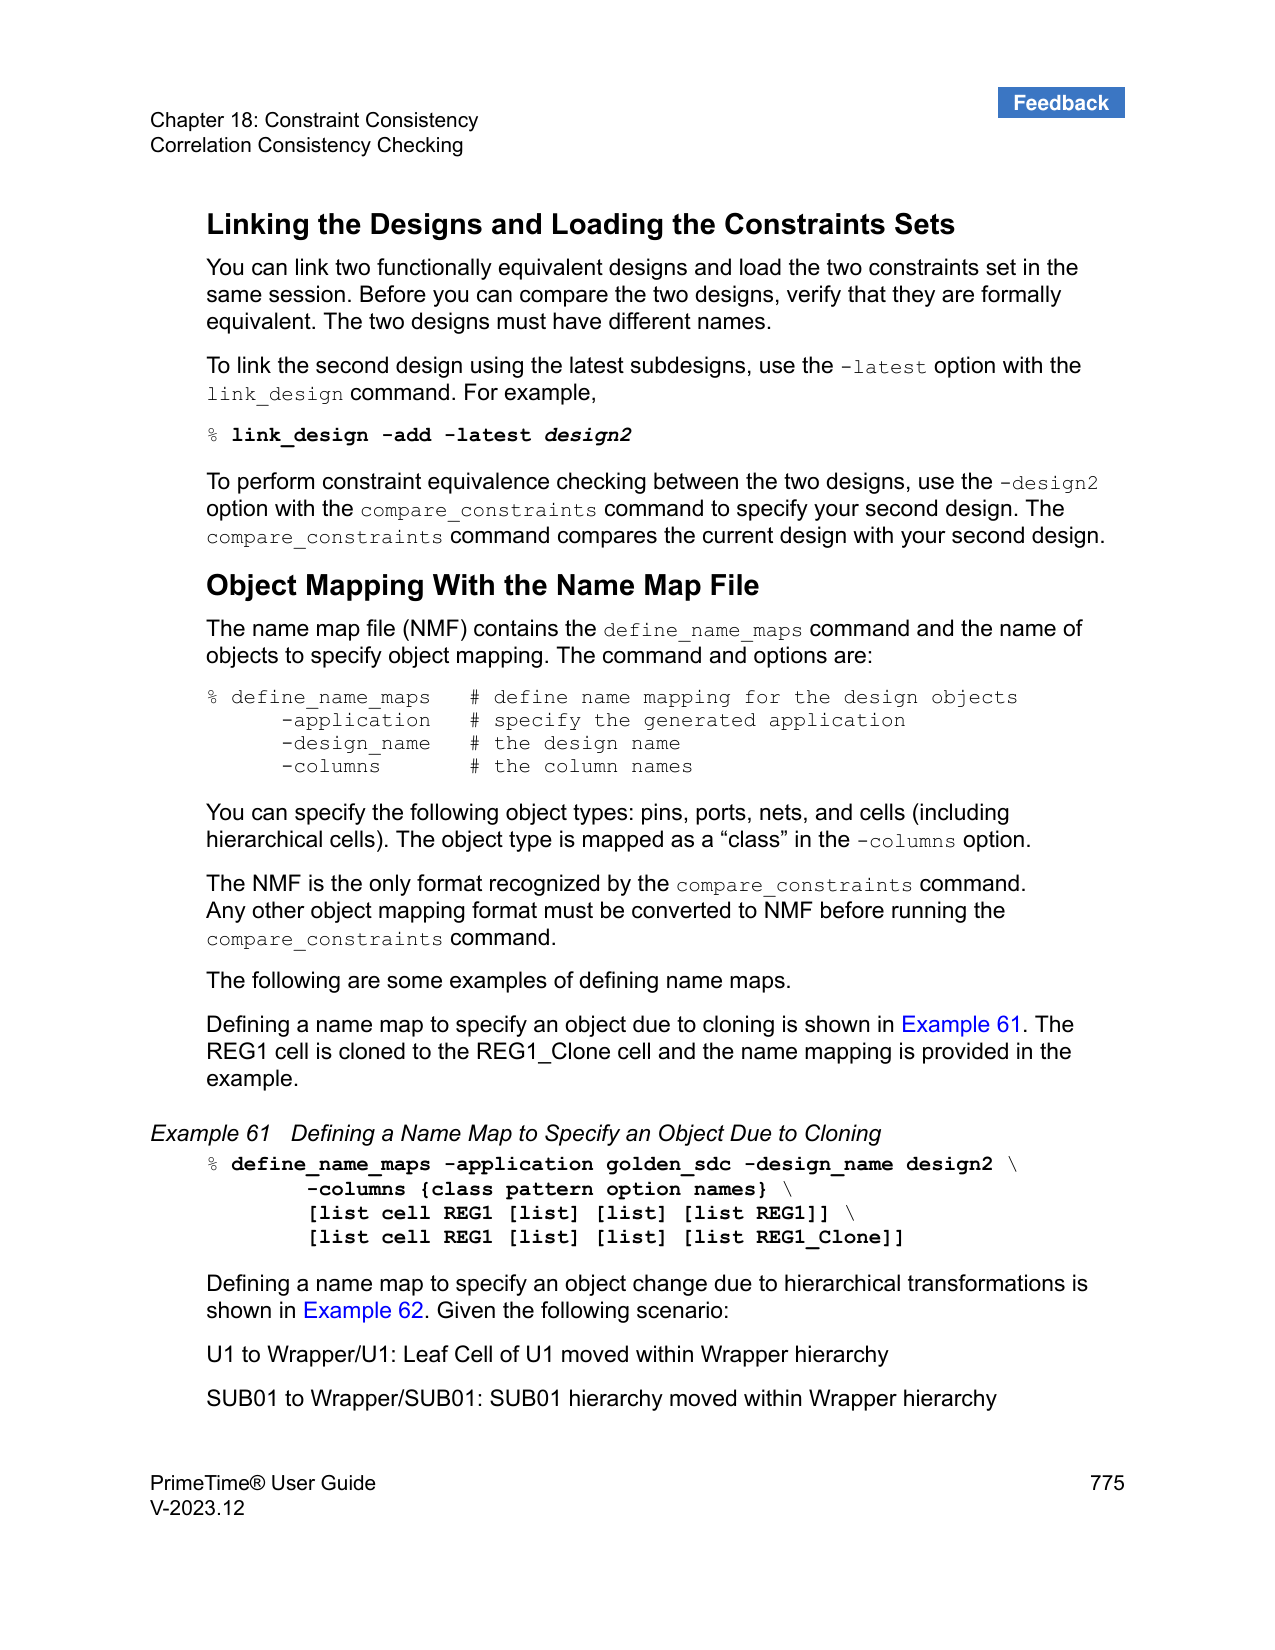 Feedback
Chapter 18: Constraint Consistency
Correlation Consistency Checking
Linking the Designs and Loading the Constraints Sets
You can link two functionally equivalent designs and load the two constraints set in the
same session. Before you can compare the two designs, verify that they are formally
equivalent. The two designs must have different names.
To link the second design using the latest subdesigns, use the -latest option with the
link_design command. For example,
% link_design -add -latest design2
To perform constraint equivalence checking between the two designs, use the -design2
option with the compare_constraints command to specify your second design. The
compare_constraints command compares the current design with your second design.
Object Mapping With the Name Map File
The name map file (NMF) contains the define_name_maps command and the name of
objects to specify object mapping. The command and options are:
% define_name_maps   # define name mapping for the design objects
      -application   # specify the generated application
      -design_name   # the design name
      -columns       # the column names
You can specify the following object types: pins, ports, nets, and cells (including
hierarchical cells). The object type is mapped as a “class” in the -columns option.
The NMF is the only format recognized by the compare_constraints command.
Any other object mapping format must be converted to NMF before running the
compare_constraints command.
The following are some examples of defining name maps.
Defining a name map to specify an object due to cloning is shown in Example 61. The
REG1 cell is cloned to the REG1_Clone cell and the name mapping is provided in the
example.
Example 61   Defining a Name Map to Specify an Object Due to Cloning
% define_name_maps -application golden_sdc -design_name design2 \
        -columns {class pattern option names} \
        [list cell REG1 [list] [list] [list REG1]] \
        [list cell REG1 [list] [list] [list REG1_Clone]]
Defining a name map to specify an object change due to hierarchical transformations is
shown in Example 62. Given the following scenario:
U1 to Wrapper/U1: Leaf Cell of U1 moved within Wrapper hierarchy
SUB01 to Wrapper/SUB01: SUB01 hierarchy moved within Wrapper hierarchy
PrimeTime® User Guide 775
V-2023.12